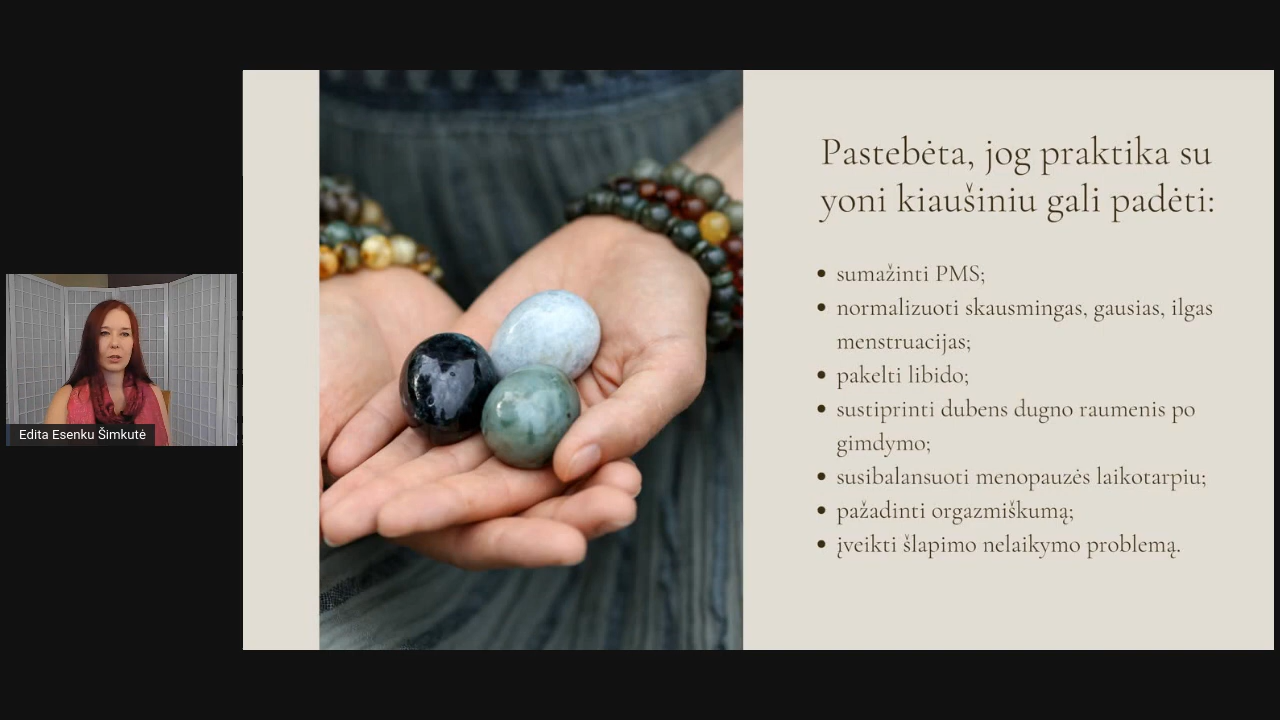 Pastebėta, jog praktika su
yoni kiaušiniu gali padėti:
sumažinti PMS;
normalizuoti skausmingas, gausias, ilgas
menstruacijas;
pakelti libido;
sustiprinti dubens dugno raumenis po
gimdymo;
susibalansuoti menopauzės laikotarpiu;
pažadinti orgazmiškumą;
įveikti šlapimo nelaikymo problemą.
Edita Esenku Šimkutė